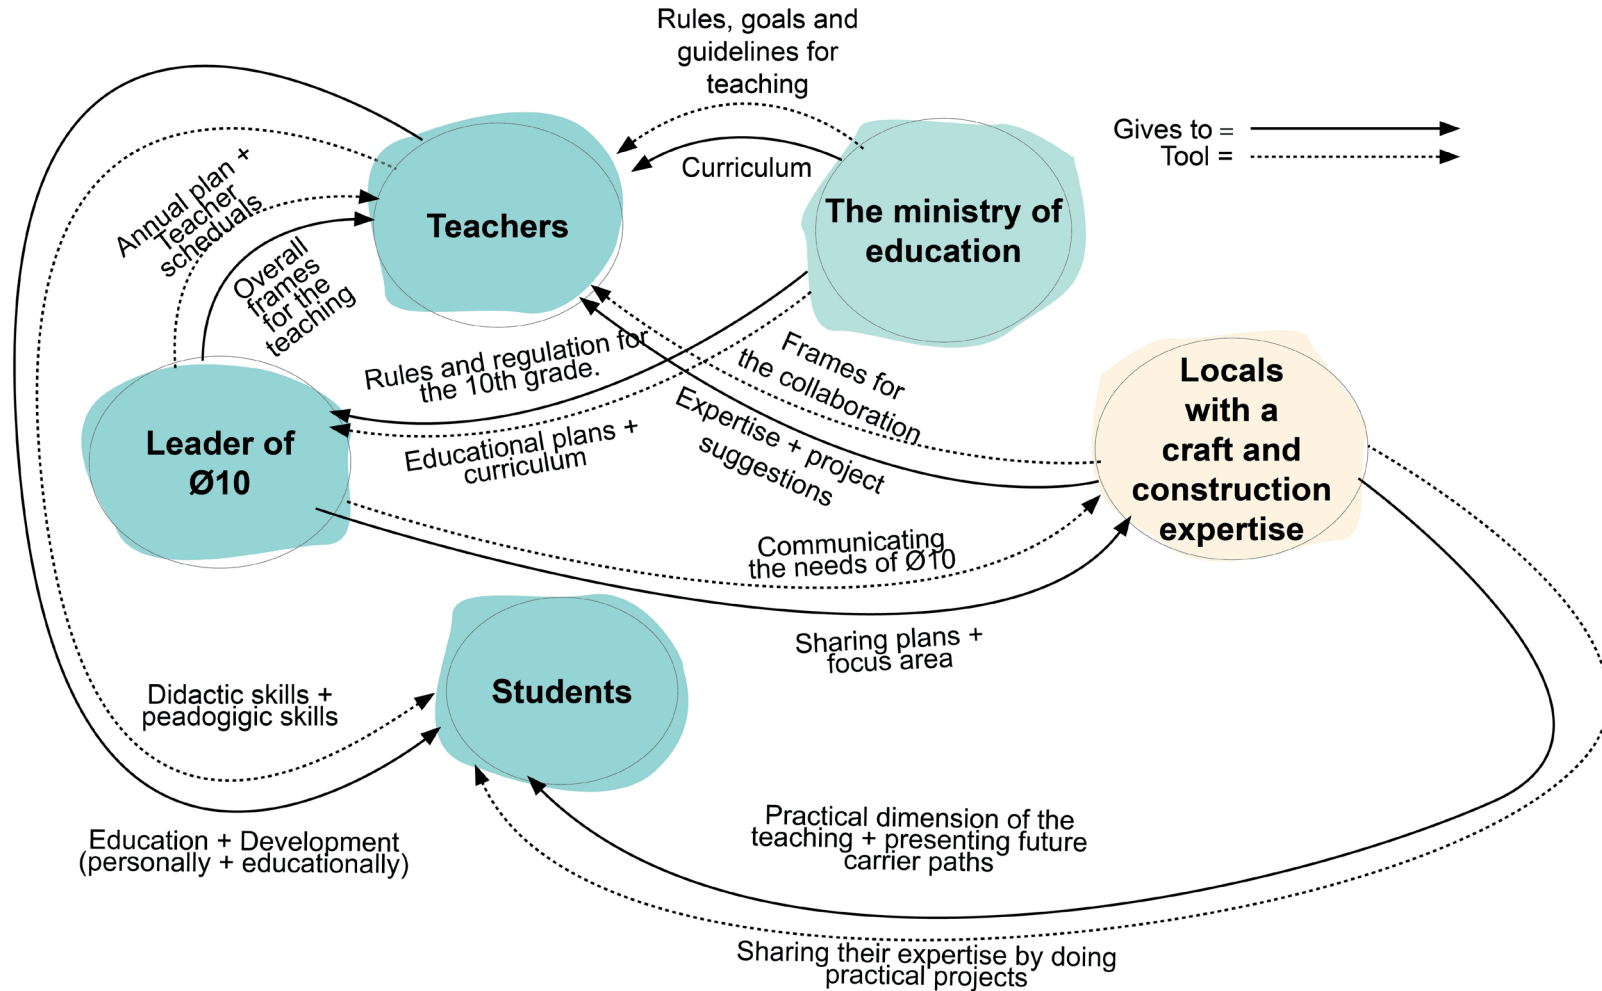 Rules, goals and
guidelines for
teaching
Gives to =
Tool =
Curriculum
Annual plan +
Teacher
scheduals
Teachers
The ministry of
education
Overall
frames
for the
teaching
Rules and regulation for
the 10th grade.
Frames for
the collaboration
Locals
with a
craft and
construction
expertise
Leader of
Ø10
Educational plans +
curriculum
Expertise + project
suggestions
Communicating
the needs of Ø10
Sharing plans +
focus area
Students
Didactic skills +
peadogigic skills
Education + Development
(personally + educationally)
Practical dimension of the
teaching + presenting future
carrier paths
Sharing their expertise by doing
practical projects